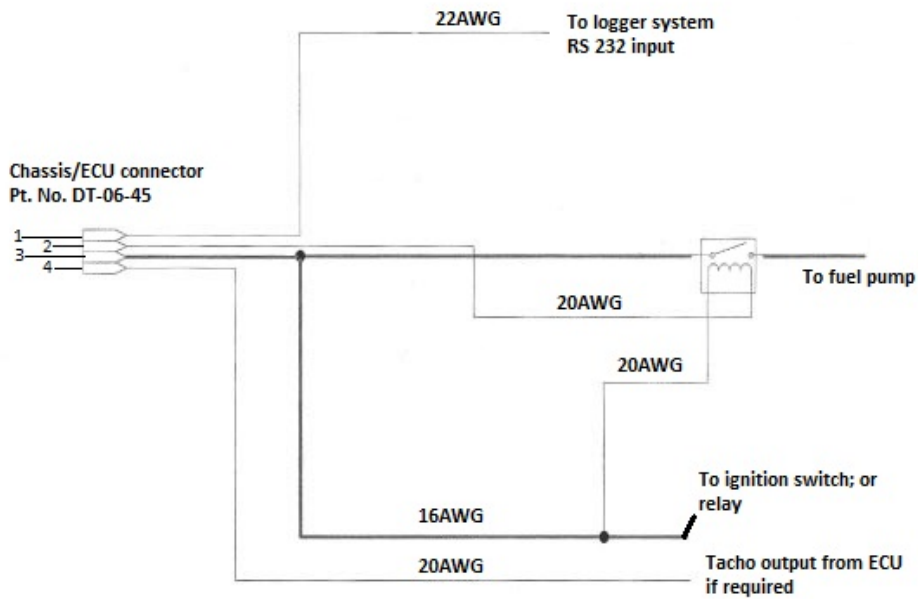 22AWG
To logger system
RS 232 input
Chassis/ECU connector
Pt. No. DT-06-45
1
2
3
4
To fuel pump
20AWG
20AWG
To ignition switch; or
relay
16AWG
20AWG
Tacho output from ECU
if required